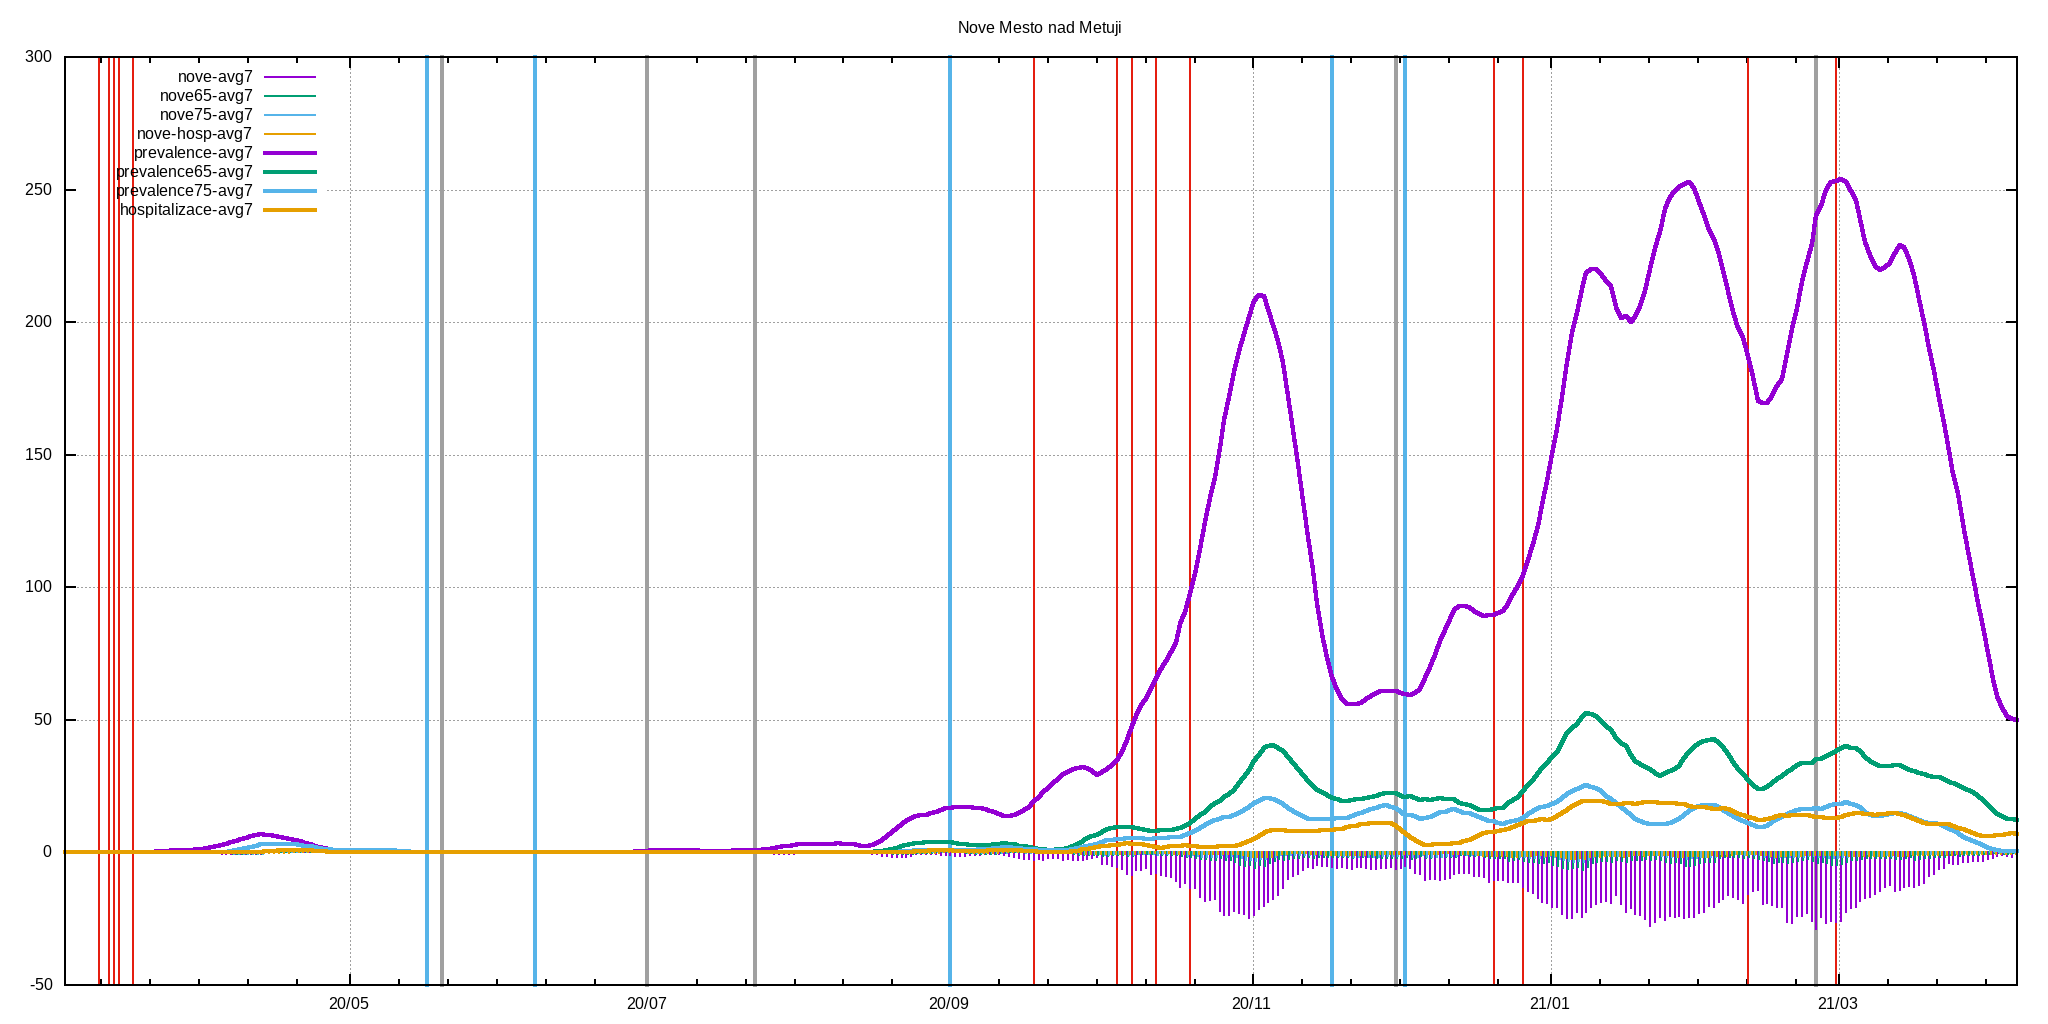 Nove Mesto nad Metuji
300
250
200
150
100
50
0
-50
nove-avg7
nove65-avg7
nove75-avg7
nove-hosp-avg7
prevalence-avg7
prevalence65-avg7
prevalence75-avg7
hospitalizace-avg7
20/05 20/07 20/09 20/11 21/01 21/03